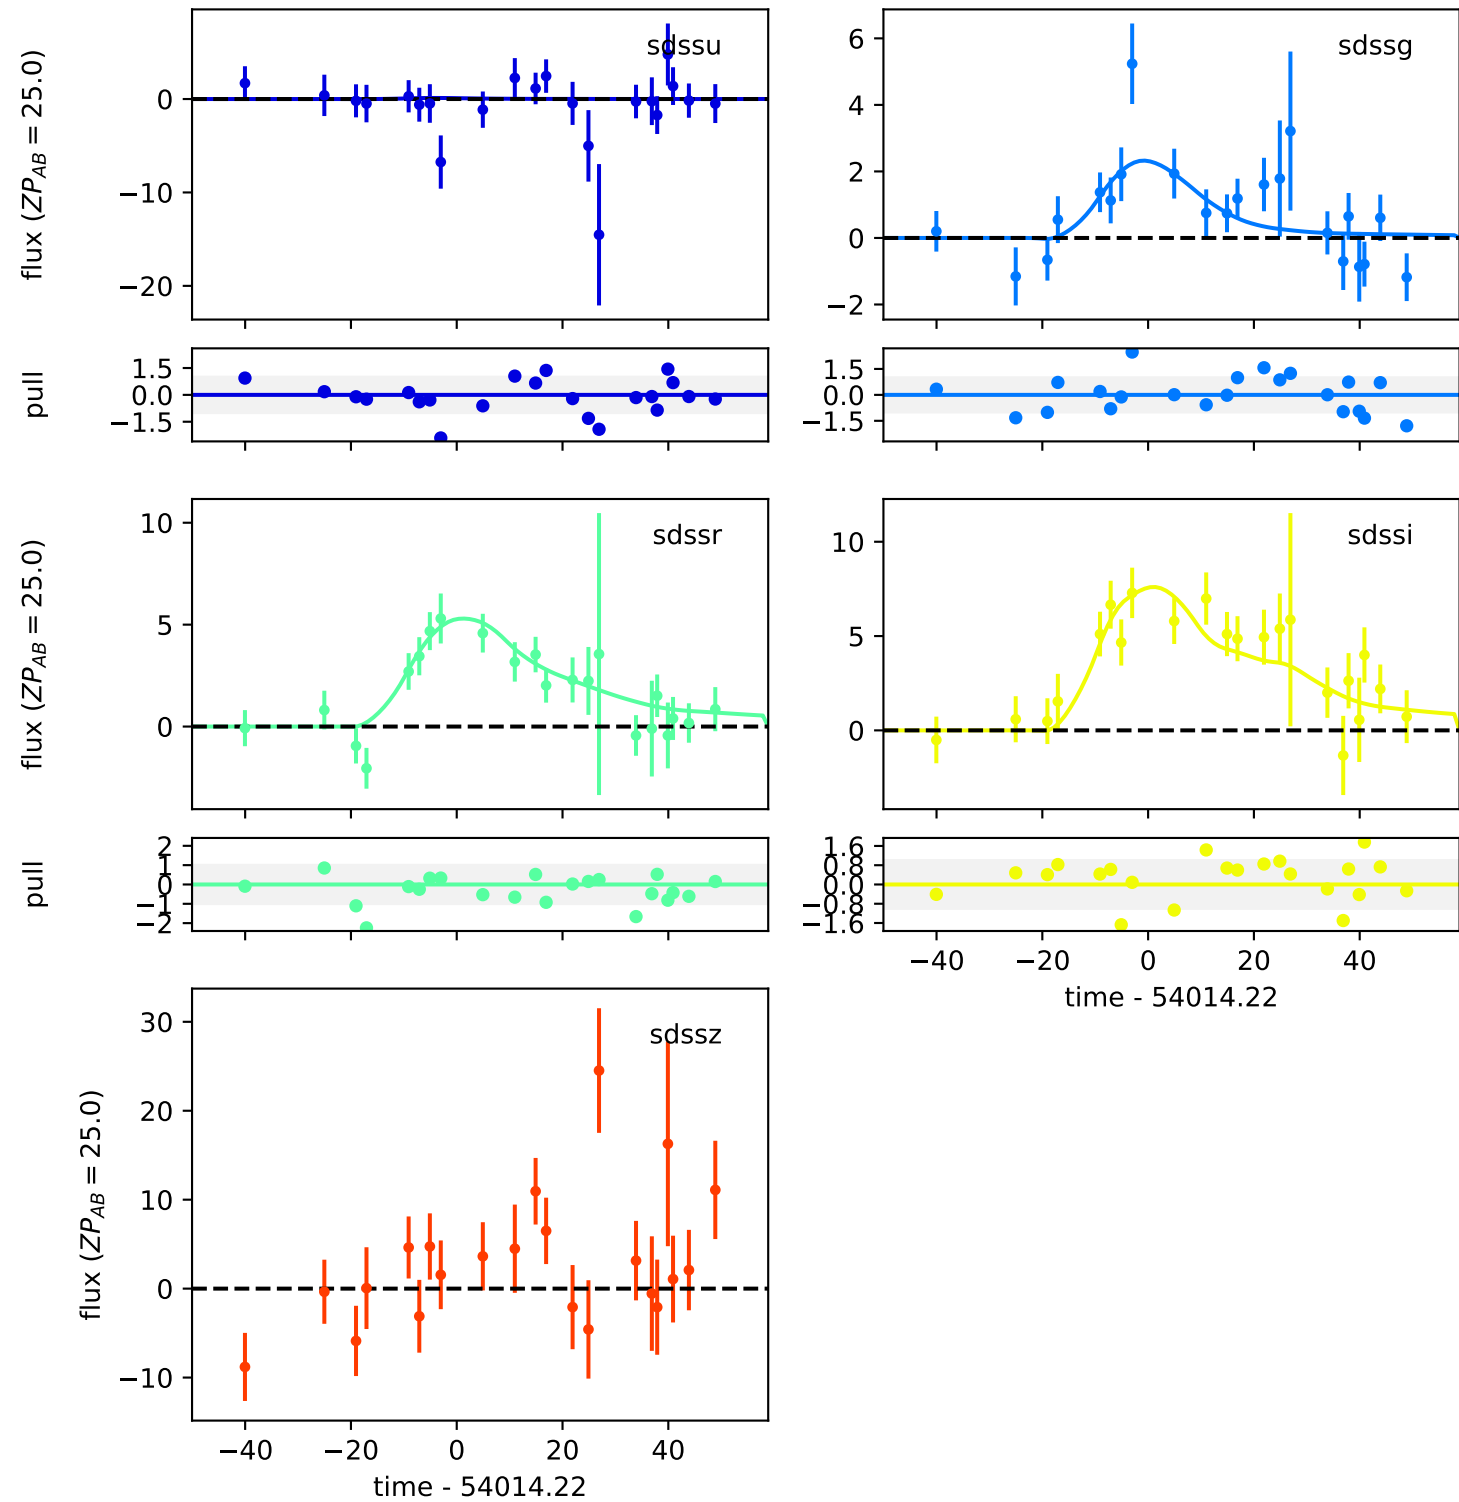 sdssu
flux (ZP_AB = 25.0)
0
−10
−20
sdssg
6
4
2
0
−2
pull
1.5
0.0
−1.5
1.5
0.0
−1.5
sdssr
flux (ZP_AB = 25.0)
10
5
0
sdssi
10
5
0
pull
2
1
0
−1
−2
1.6
0.8
0.0
−0.8
−1.6
−40 −20 0 20 40
time - 54014.22
sdssz
flux (ZP_AB = 25.0)
30
20
10
0
−10
−40 −20 0 20 40
time - 54014.22